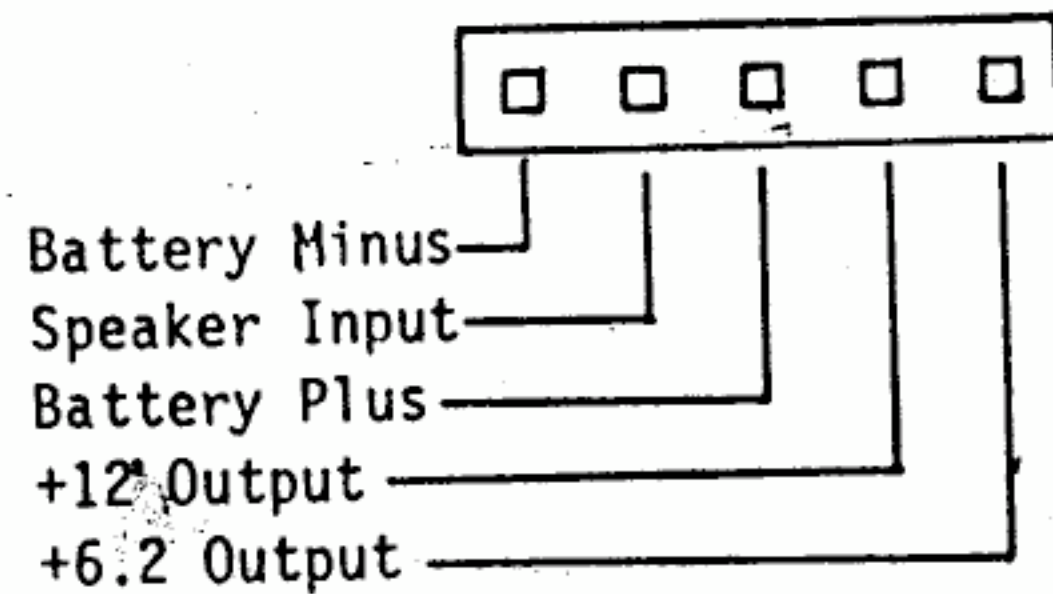 Battery Minus
Speaker Input
Battery Plus
+12 Output
+6.2 Output